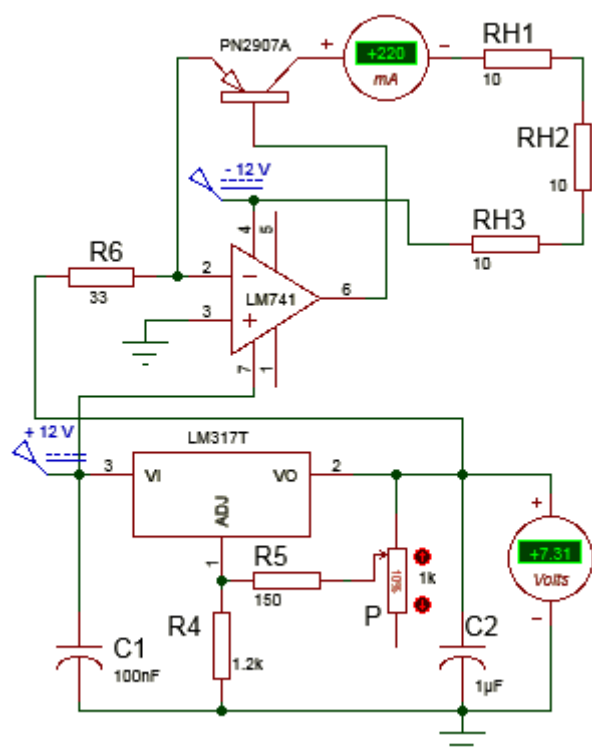 PN2907A
+
+220
mA
−
RH1
10
RH2
10
RH3
10
- 12 V
4
5
R6
33
2
−
LM741
6
3
+
7
1
+ 12 V
LM317T
3
VI
VO
2
ADJ
1
R5
150
10%
1k
P
+
+7.31
Volts
−
R4
1.2k
C1
100nF
C2
1µF